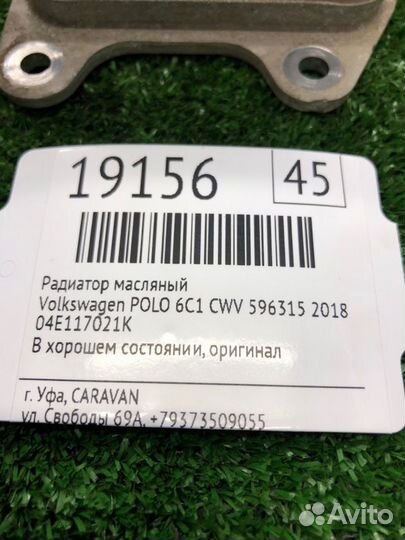 19156 45
Радиатор масляный
Volkswagen POLO 6C1 CWV 596315 2018
04E117021K
В хорошем состоянии, оригинал
г. Уфа, CARAVAN
ул. Свободы 69А, +79373509055
Avito